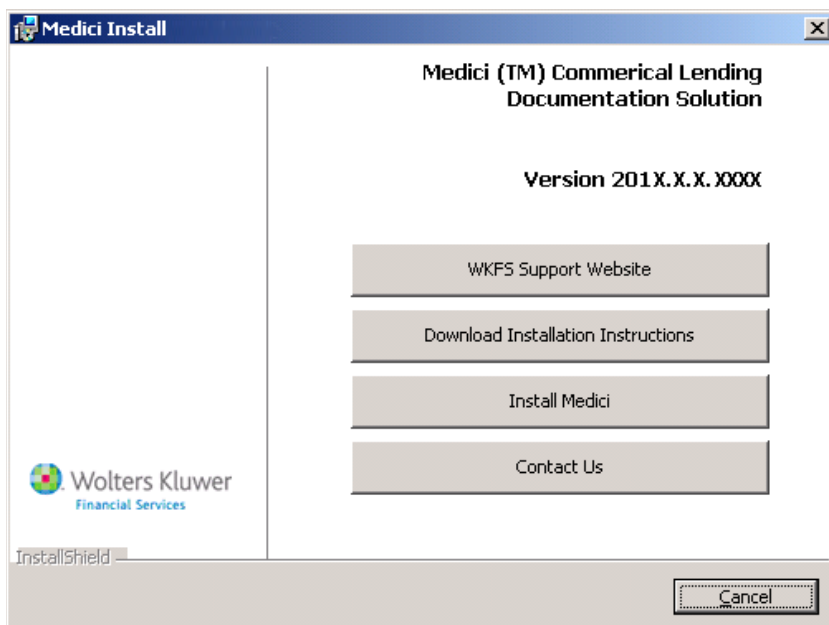 Medici Install
Medici (TM) Commerical Lending
Documentation Solution
Version 201X.X.X.XXXX
WKFS Support Website
Download Installation Instructions
Install Medici
Contact Us
Wolters Kluwer
Financial Services
InstallShield
Cancel